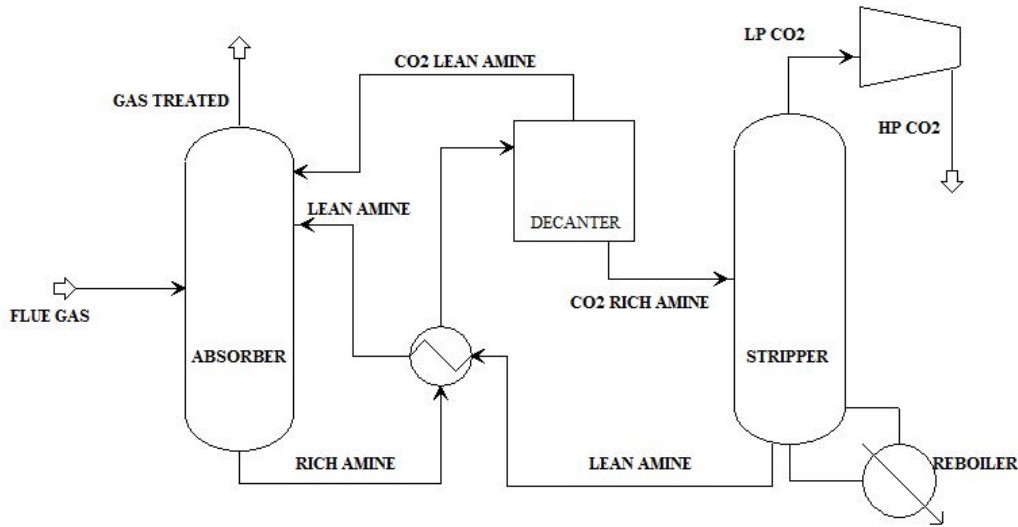 LP CO2
CO2 LEAN AMINE
GAS TREATED
HP CO2
LEAN AMINE
DECANTER
CO2 RICH AMINE
FLUE GAS
ABSORBER
STRIPPER
RICH AMINE
LEAN AMINE
REBOILER